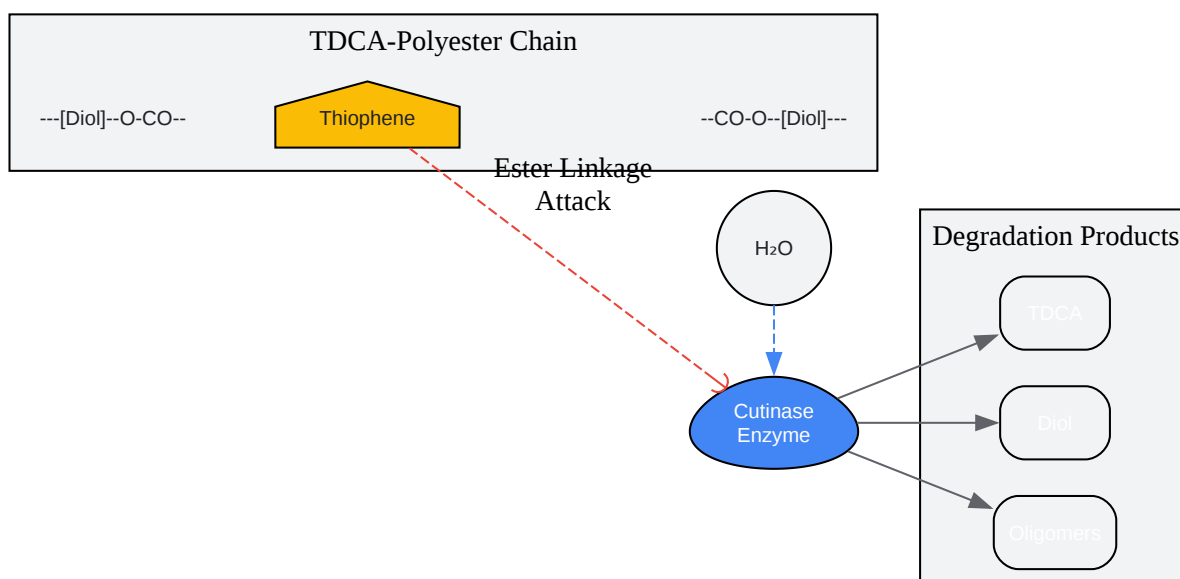 TDCA-Polyester Chain
---[Diol]--O-CO--
Thiophene
--CO-O--[Diol]---
Ester Linkage
Attack
H₂O
Degradation Products
TDCA
Cutinase
Enzyme
Diol
Oligomers